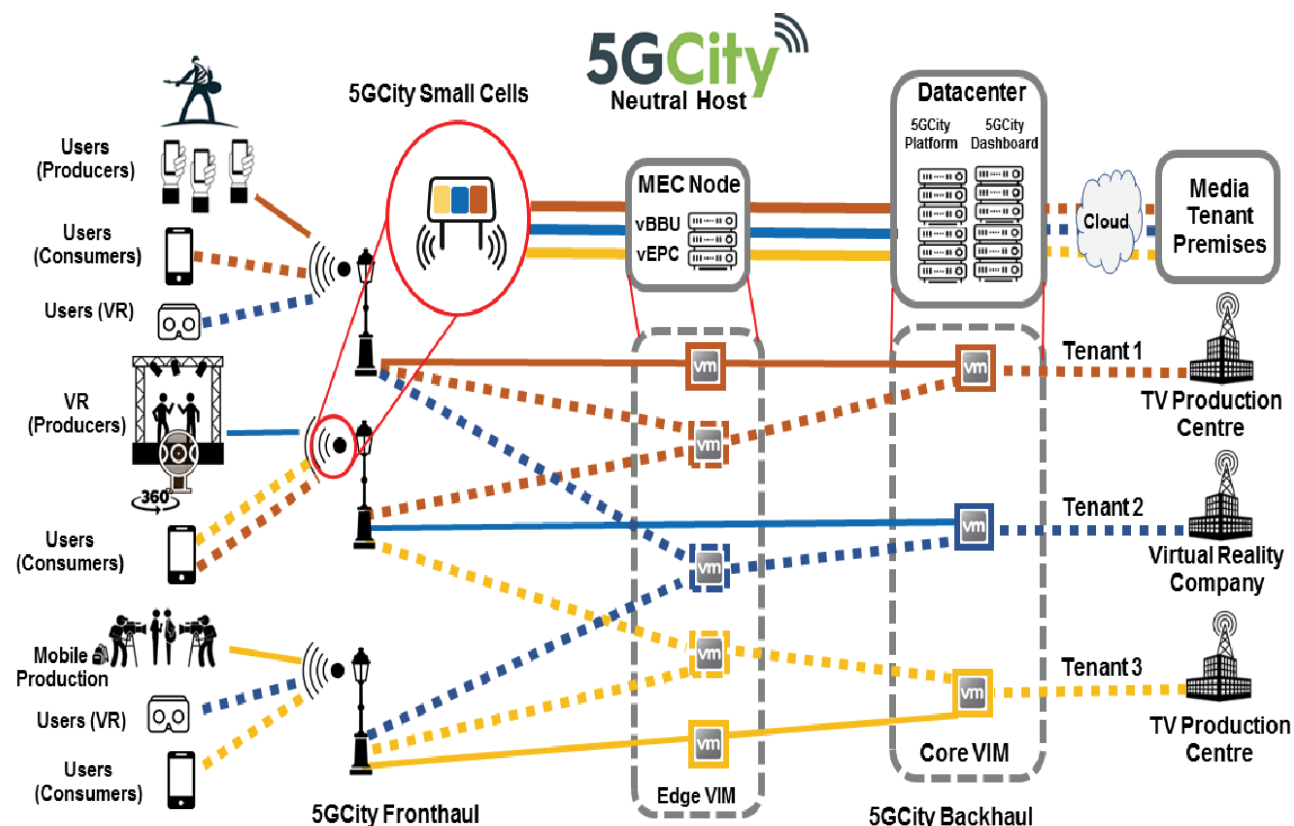 5GCity
Neutral Host
5GCity Small Cells
Datacenter
5GCity
Platform
5GCity
Dashboard
Users
(Producers)
MEC Node
vBBU
vEPC
Cloud
Media
Tenant
Premises
Users
(Consumers)
Users (VR)
VR
(Producers)
360°
Users
(Consumers)
Mobile
Production
Users (VR)
Users
(Consumers)
vm
vm
vm
vm
vm
vm
vm
vm
Tenant 1
TV Production
Centre
Tenant 2
Virtual Reality
Company
Tenant 3
TV Production
Centre
Core VIM
Edge VIM
5GCity Fronthaul
5GCity Backhaul